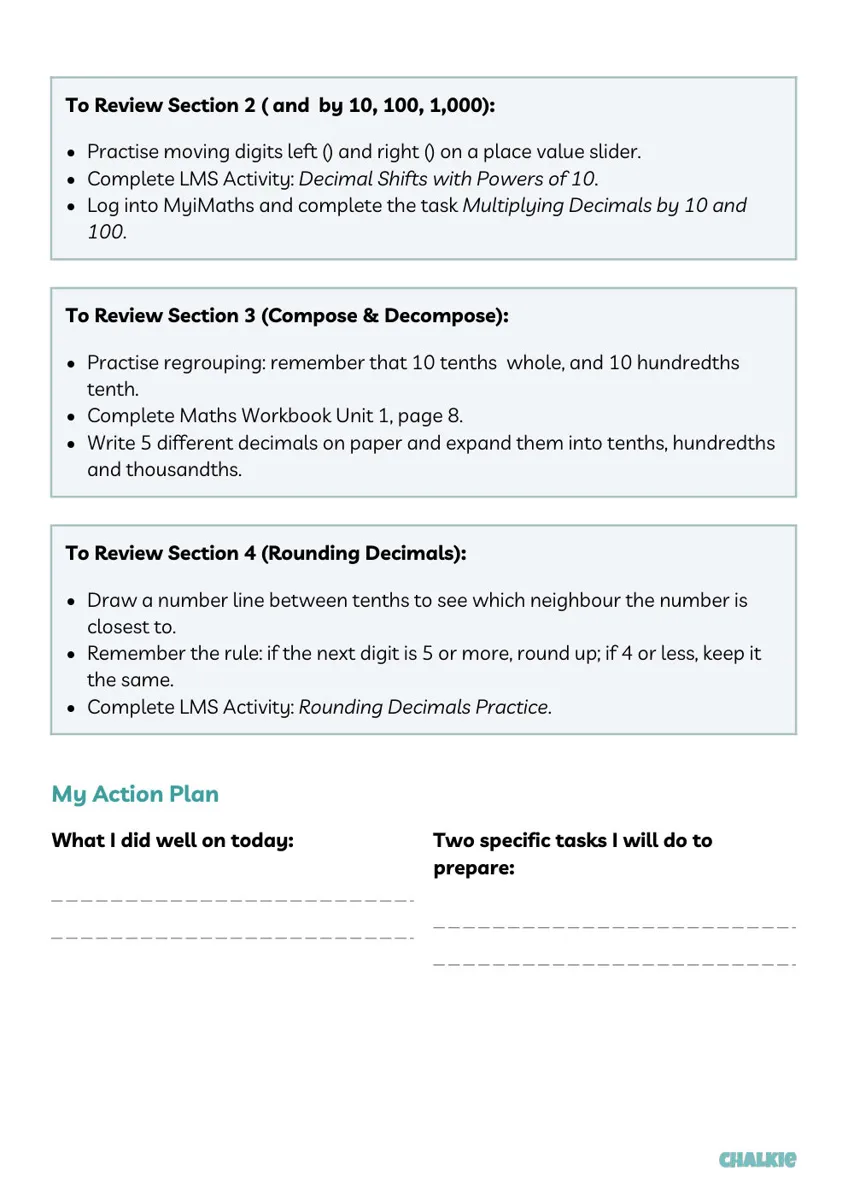 To Review Section 2 ( and  by 10, 100, 1,000):
• Practise moving digits left () and right () on a place value slider.
• Complete LMS Activity: Decimal Shifts with Powers of 10.
• Log into MyiMaths and complete the task Multiplying Decimals by 10 and
100.
To Review Section 3 (Compose & Decompose):
• Practise regrouping: remember that 10 tenths  whole, and 10 hundredths
tenth.
• Complete Maths Workbook Unit 1, page 8.
• Write 5 different decimals on paper and expand them into tenths, hundredths
and thousandths.
To Review Section 4 (Rounding Decimals):
• Draw a number line between tenths to see which neighbour the number is
closest to.
• Remember the rule: if the next digit is 5 or more, round up; if 4 or less, keep it
the same.
• Complete LMS Activity: Rounding Decimals Practice.
My Action Plan
What I did well on today:
Two specific tasks I will do to
prepare:
CHALKIE